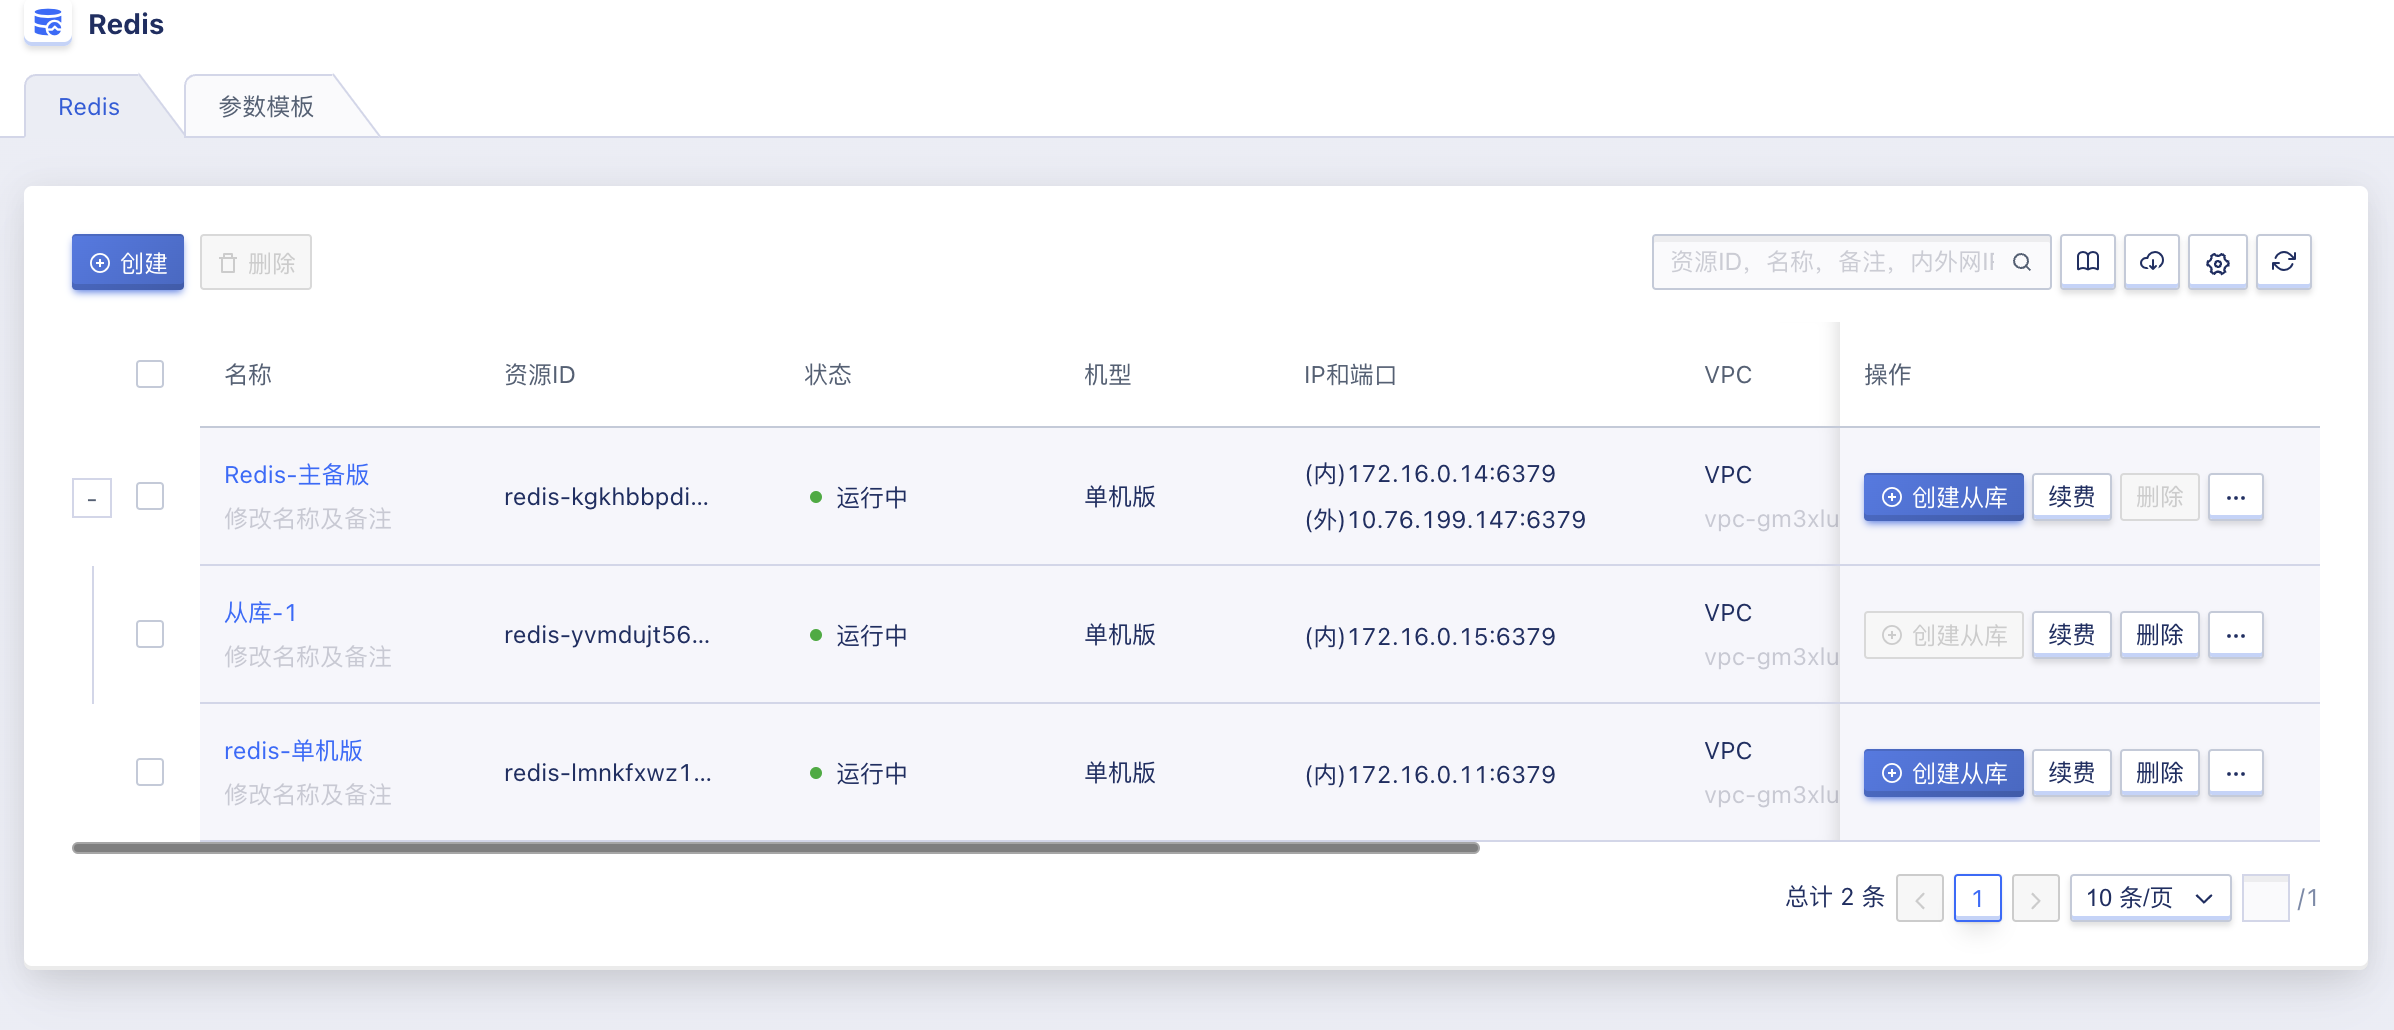 Redis
Redis
参数模板
创建
删除
资源ID，名称，备注，内外网IP
名称
资源ID
状态
机型
IP和端口
VPC
操作
-
Redis-主备版
修改名称及备注
redis-kgkhbbpdi...
运行中
单机版
(内)172.16.0.14:6379
(外)10.76.199.147:6379
VPC
vpc-gm3xlu
创建从库
续费
删除
...
从库-1
修改名称及备注
redis-yvmdujt56...
运行中
单机版
(内)172.16.0.15:6379
VPC
vpc-gm3xlu
创建从库
续费
删除
...
redis-单机版
修改名称及备注
redis-lmnkfxwz1...
运行中
单机版
(内)172.16.0.11:6379
VPC
vpc-gm3xlu
创建从库
续费
删除
...
总计 2 条
1
10 条/页
/1